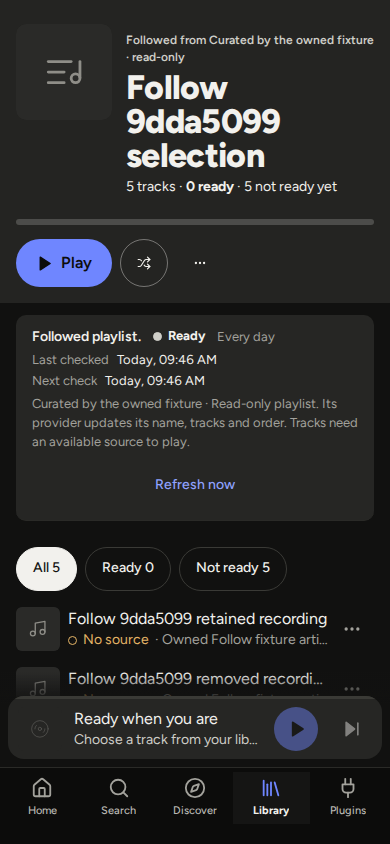 Followed from Curated by the owned fixture
· read-only
Follow
9dda5099
selection
5 tracks · 0 ready · 5 not ready yet
Play
Followed playlist. Ready Every day
Last checked Today, 09:46 AM
Next check Today, 09:46 AM
Curated by the owned fixture · Read-only playlist. Its
provider updates its name, tracks and order. Tracks need
an available source to play.
Refresh now
All 5 Ready 0 Not ready 5
Follow 9dda5099 retained recording
No source · Owned Follow fixture arti...
Follow 9dda5099 removed recordi...
Ready when you are
Choose a track from your lib...
Home Search Discover Library Plugins